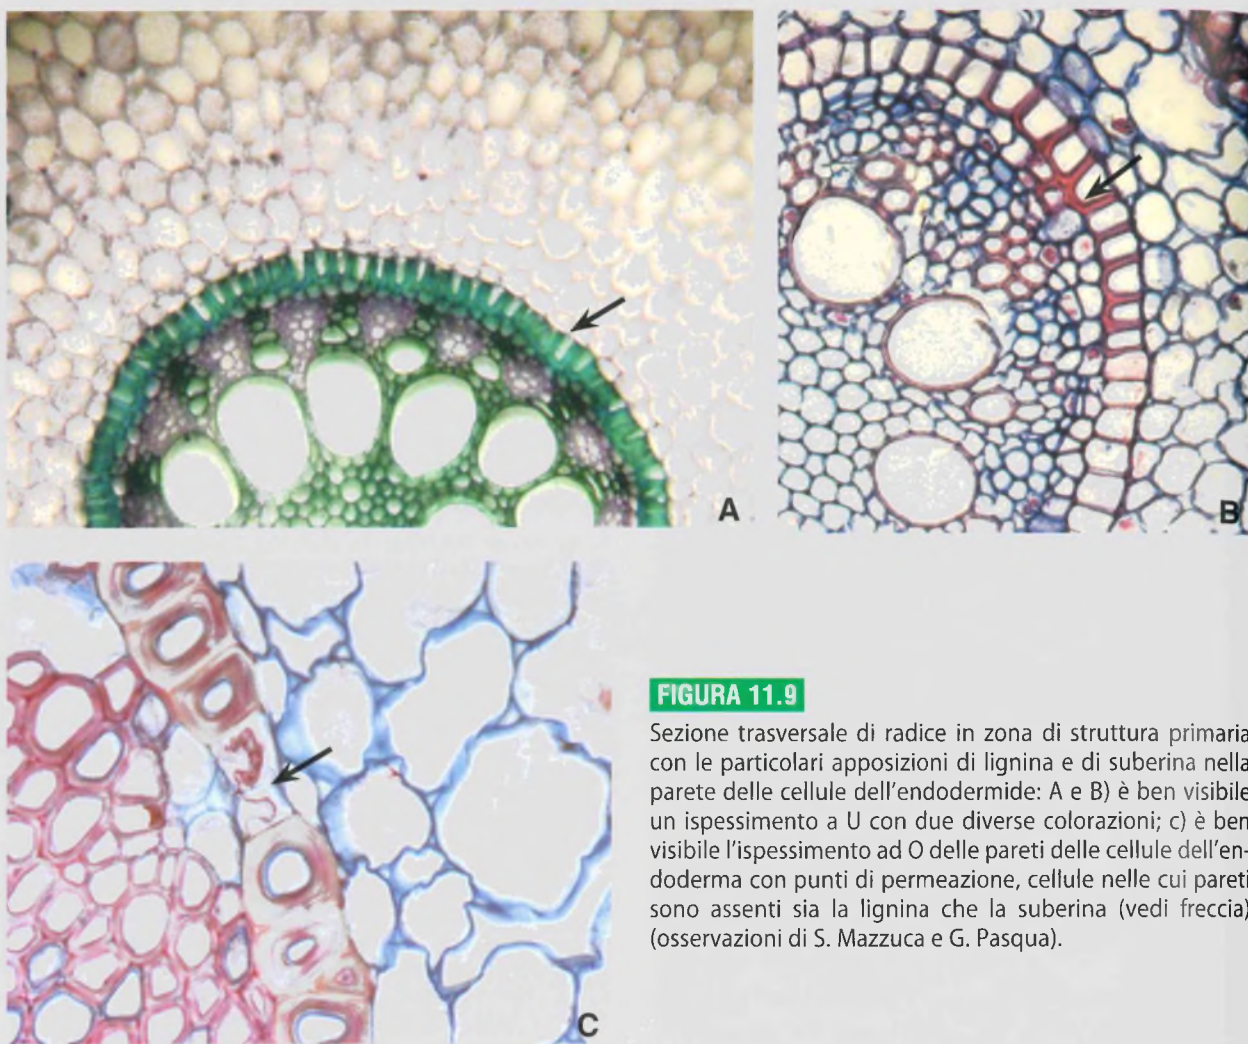 A
B
C
FIGURA 11.9
Sezione trasversale di radice in zona di struttura primaria
con le particolari apposizioni di lignina e di suberina nella
parete delle cellule dell'endodermide: A e B) è ben visibile
un ispessimento a U con due diverse colorazioni; c) è ben
visibile l'ispessimento ad O delle pareti delle cellule dell'en-
doderma con punti di permeazione, cellule nelle cui pareti
sono assenti sia la lignina che la suberina (vedi freccia)
(osservazioni di S. Mazzuca e G. Pasqua).